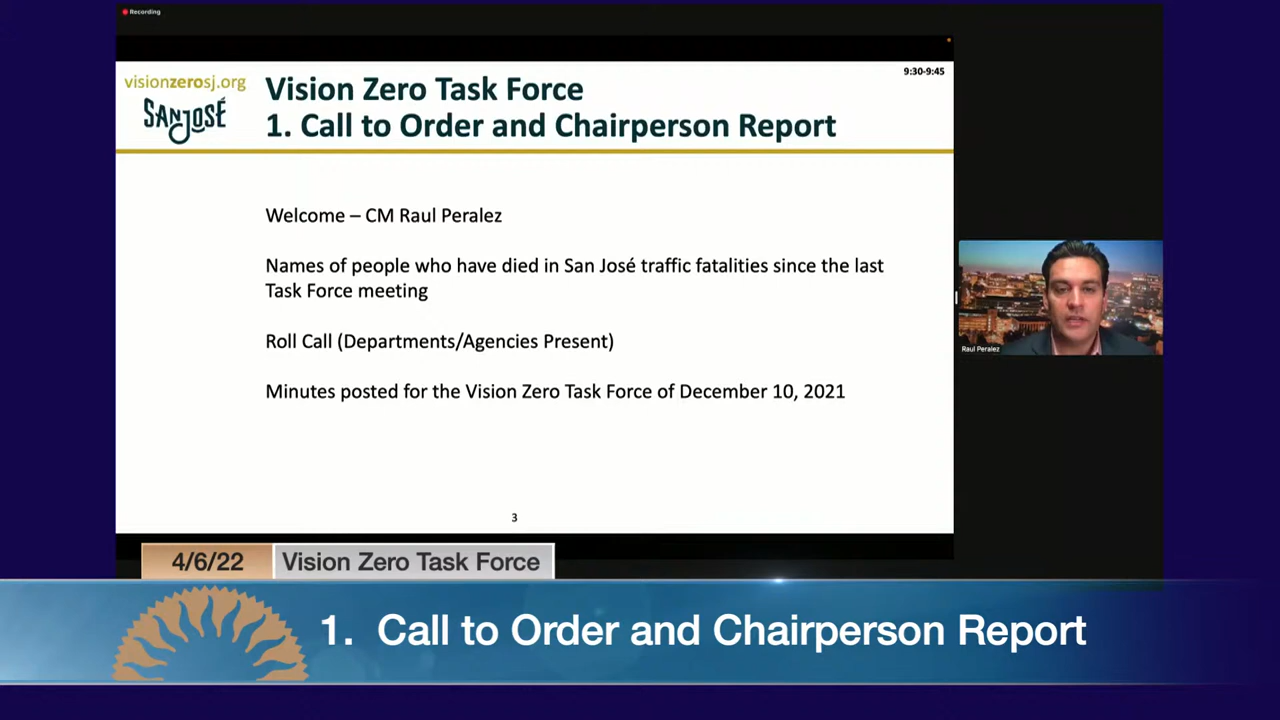 Recording
visionzerosj.org
SAN JOSÉ
Vision Zero Task Force
1. Call to Order and Chairperson Report
9:30-9:45
Welcome – CM Raul Peralez
Names of people who have died in San José traffic fatalities since the last
Task Force meeting
Roll Call (Departments/Agencies Present)
Minutes posted for the Vision Zero Task Force of December 10, 2021
3
Raul Peralez
4/6/22
Vision Zero Task Force
1. Call to Order and Chairperson Report